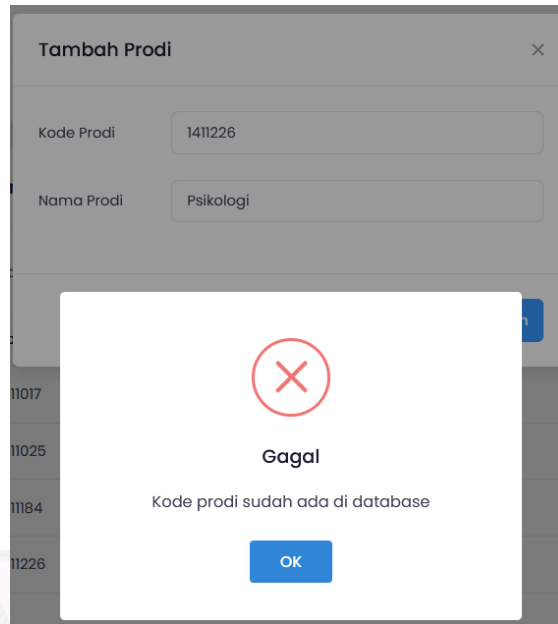 Tambah Prodi
Kode Prodi 1411226
Nama Prodi Psikologi
Gagal
Kode prodi sudah ada di database
OK
11017
11025
11184
11226